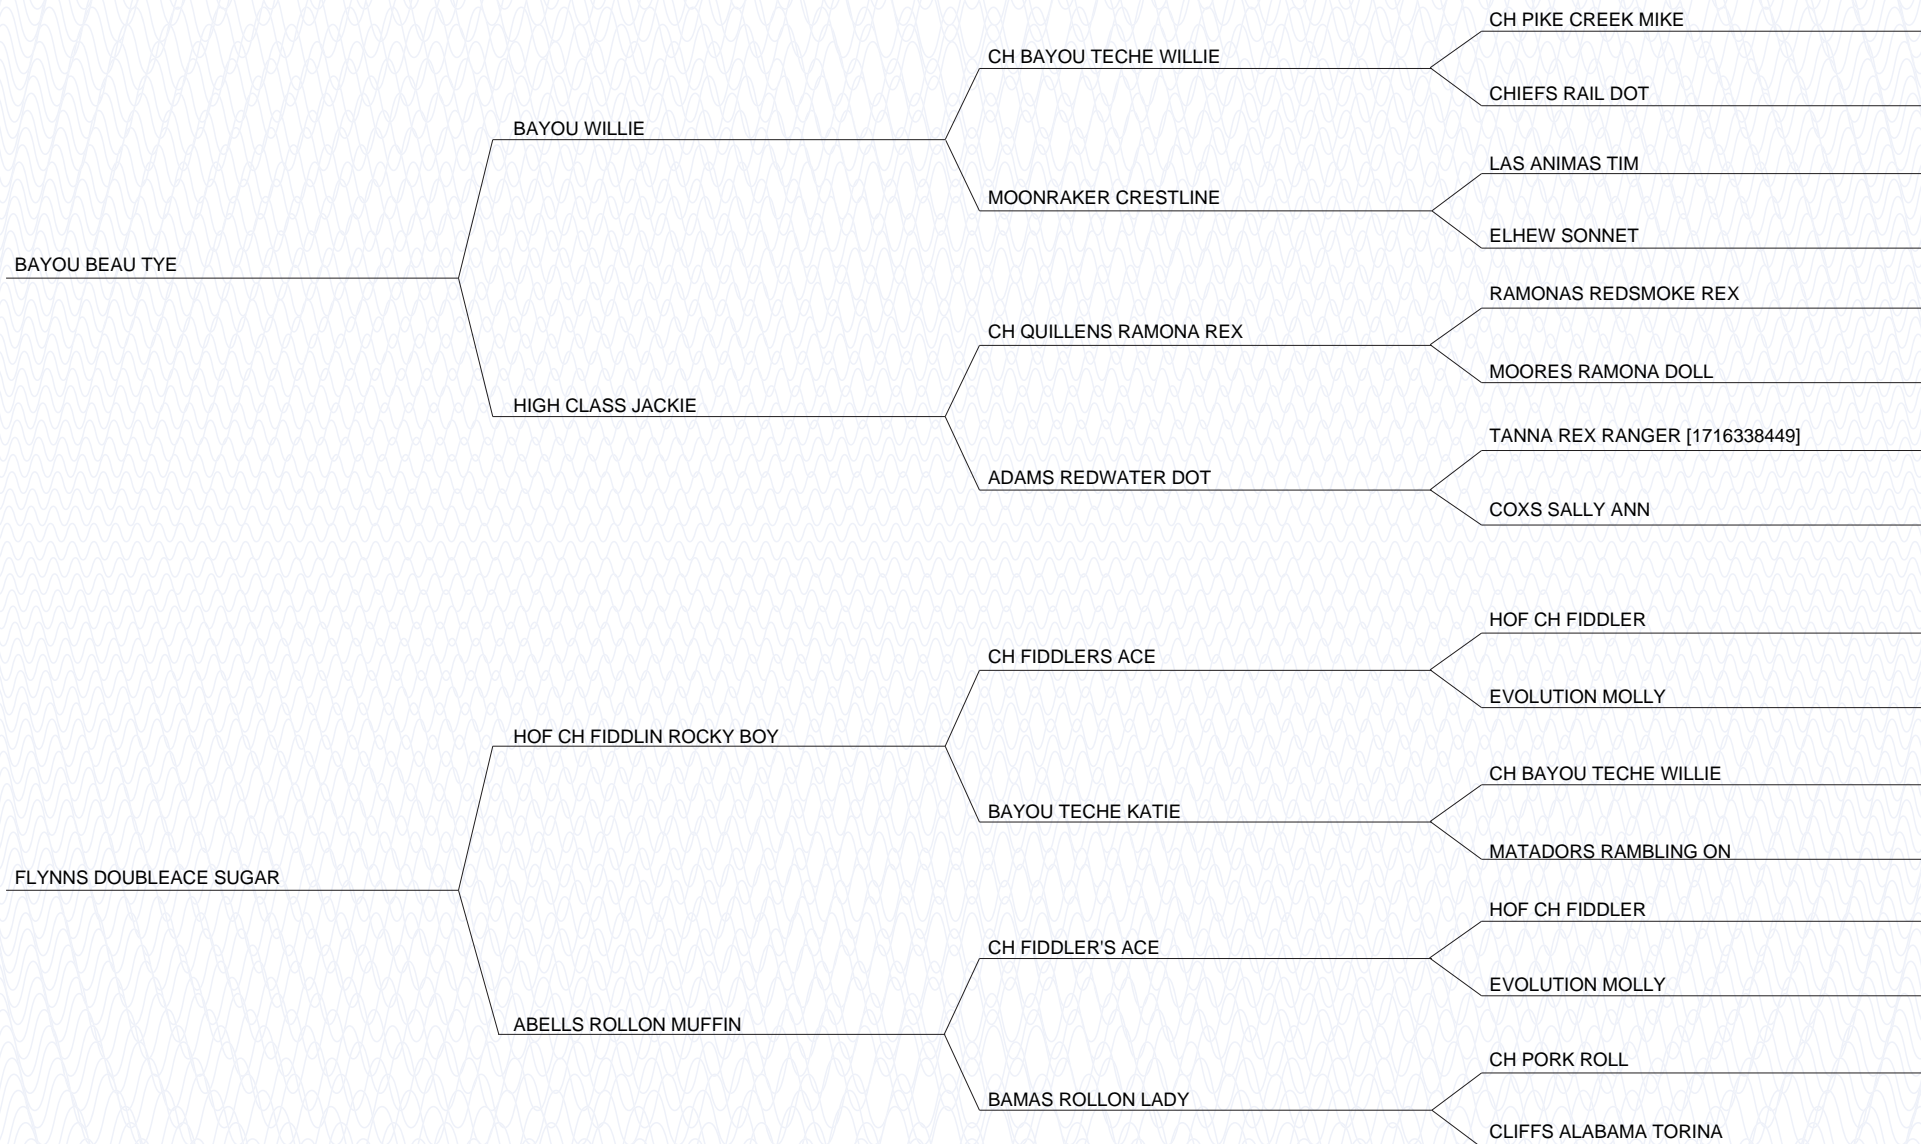 CH PIKE CREEK MIKE
CH BAYOU TECHE WILLIE
CHIEFS RAIL DOT
BAYOU WILLIE
LAS ANIMAS TIM
MOONRAKER CRESTLINE
ELHEW SONNET
BAYOU BEAU TYE
RAMONAS REDSMOKE REX
CH QUILLENS RAMONA REX
MOORES RAMONA DOLL
HIGH CLASS JACKIE
TANNA REX RANGER [1716338449]
ADAMS REDWATER DOT
COXS SALLY ANN
HOF CH FIDDLER
CH FIDDLERS ACE
EVOLUTION MOLLY
HOF CH FIDDLIN ROCKY BOY
CH BAYOU TECHE WILLIE
BAYOU TECHE KATIE
MATADORS RAMBLING ON
FLYNNS DOUBLEACE SUGAR
HOF CH FIDDLER
CH FIDDLER'S ACE
EVOLUTION MOLLY
ABELLS ROLLON MUFFIN
CH PORK ROLL
BAMAS ROLLON LADY
CLIFFS ALABAMA TORINA